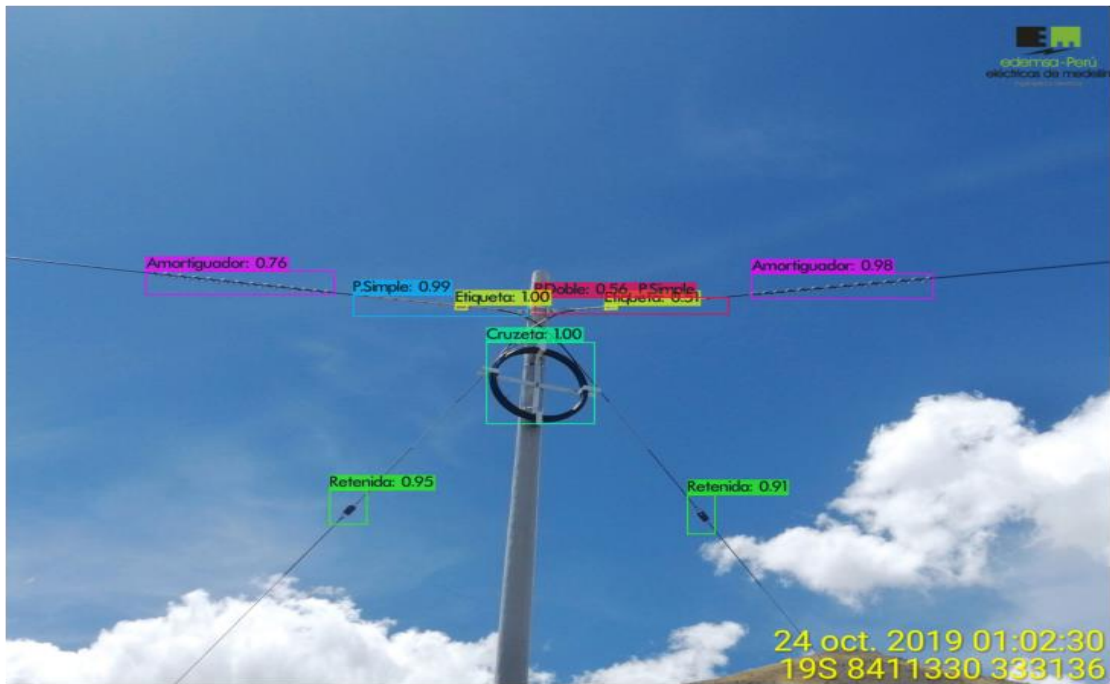 edemsa-Perú
eléctricas de medellín
Amortiguador: 0.76
Amortiguador: 0.98
P.Simple: 0.99
P.Doble: 0.56 P.Simple
Etiqueta: 1.00
Etiqueta: 0.51
Cruzeta: 1.00
Retenida: 0.95
Retenida: 0.91
24 oct. 2019 01:02:30
19S 8411330 333136